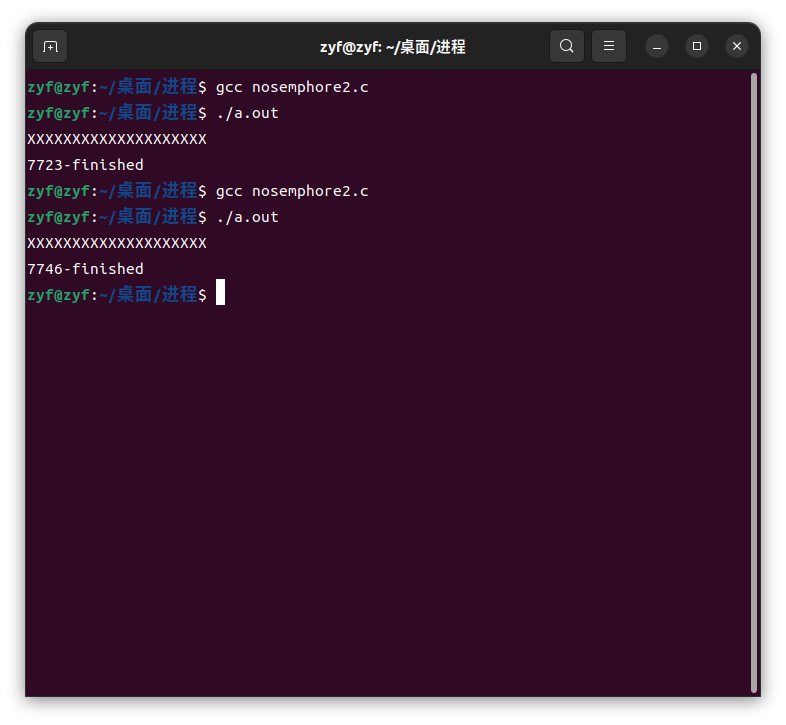 zyf@zyf: ~/桌面/进程
zyf@zyf:~/桌面/进程$ gcc nosemphore2.c
zyf@zyf:~/桌面/进程$ ./a.out
XXXXXXXXXXXXXXXXXXXX
7723-finished
zyf@zyf:~/桌面/进程$ gcc nosemphore2.c
zyf@zyf:~/桌面/进程$ ./a.out
XXXXXXXXXXXXXXXXXXXX
7746-finished
zyf@zyf:~/桌面/进程$